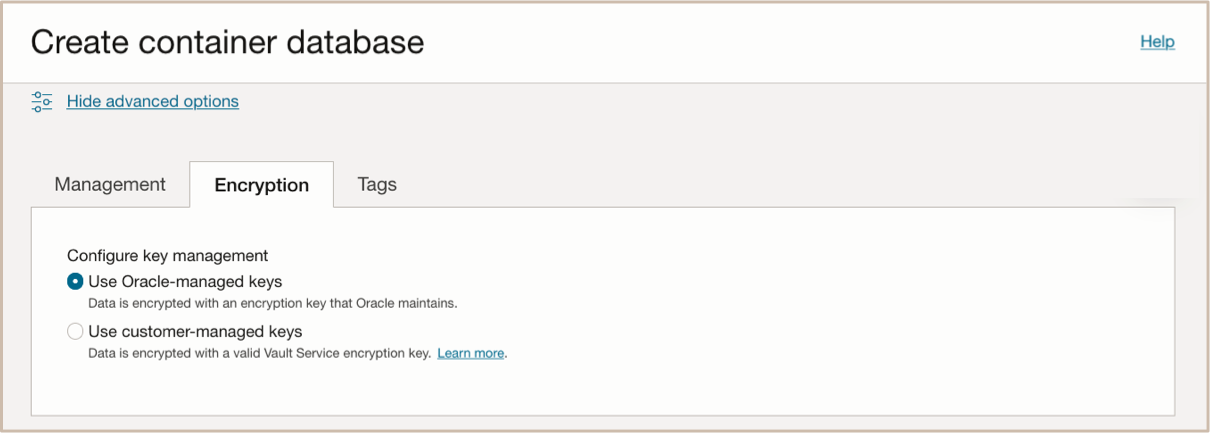 Create container database
Help
Hide advanced options
Management
Encryption
Tags
Configure key management
Use Oracle-managed keys
Data is encrypted with an encryption key that Oracle maintains.
Use customer-managed keys
Data is encrypted with a valid Vault Service encryption key. Learn more.